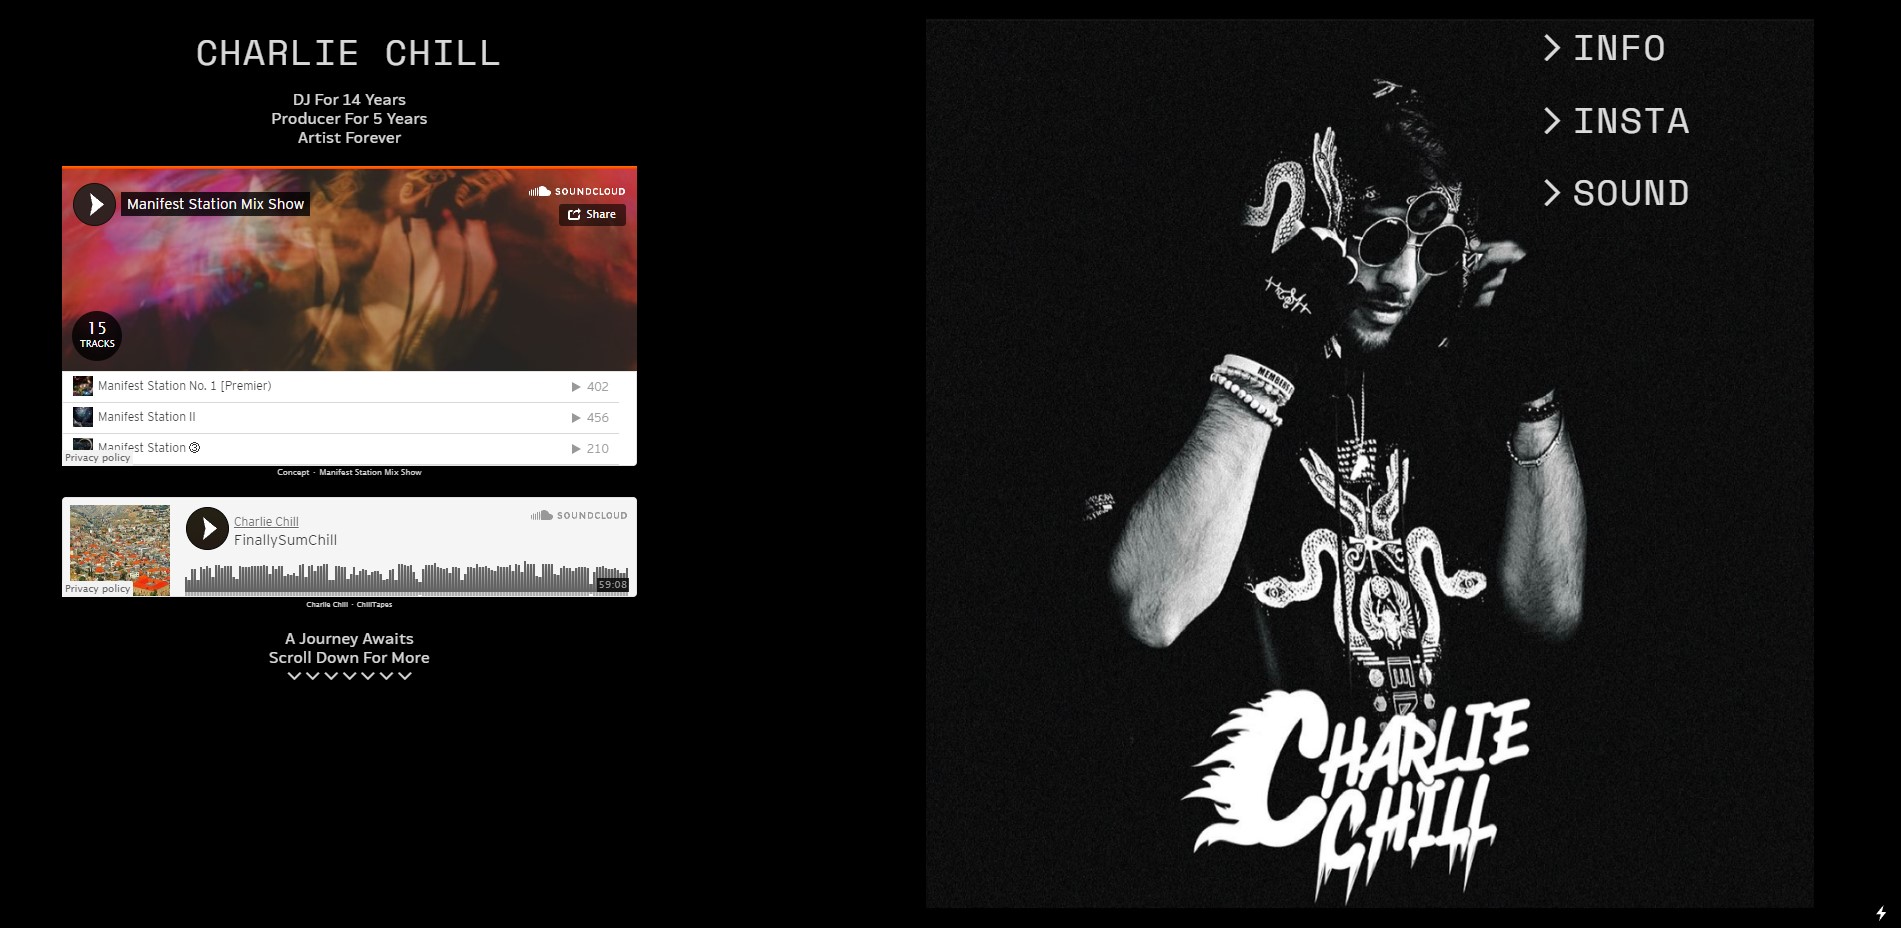 CHARLIE CHILL
DJ For 14 Years
Producer For 5 Years
Artist Forever
Manifest Station Mix Show
SOUNDCLOUD
Share
15
TRACKS
Manifest Station No. 1 [Premier)
402
Manifest Station II
456
Manifest Station ③
210
Privacy policy
Concept · Manifest Station Mix Show
Charlie Chill
FinallySumChill
SOUNDCLOUD
59:08
Privacy policy
Charlie Chill · ChillTapes
A Journey Awaits
Scroll Down For More
> INFO
> INSTA
> SOUND
MEMBERS
CHARLIE
CHILL